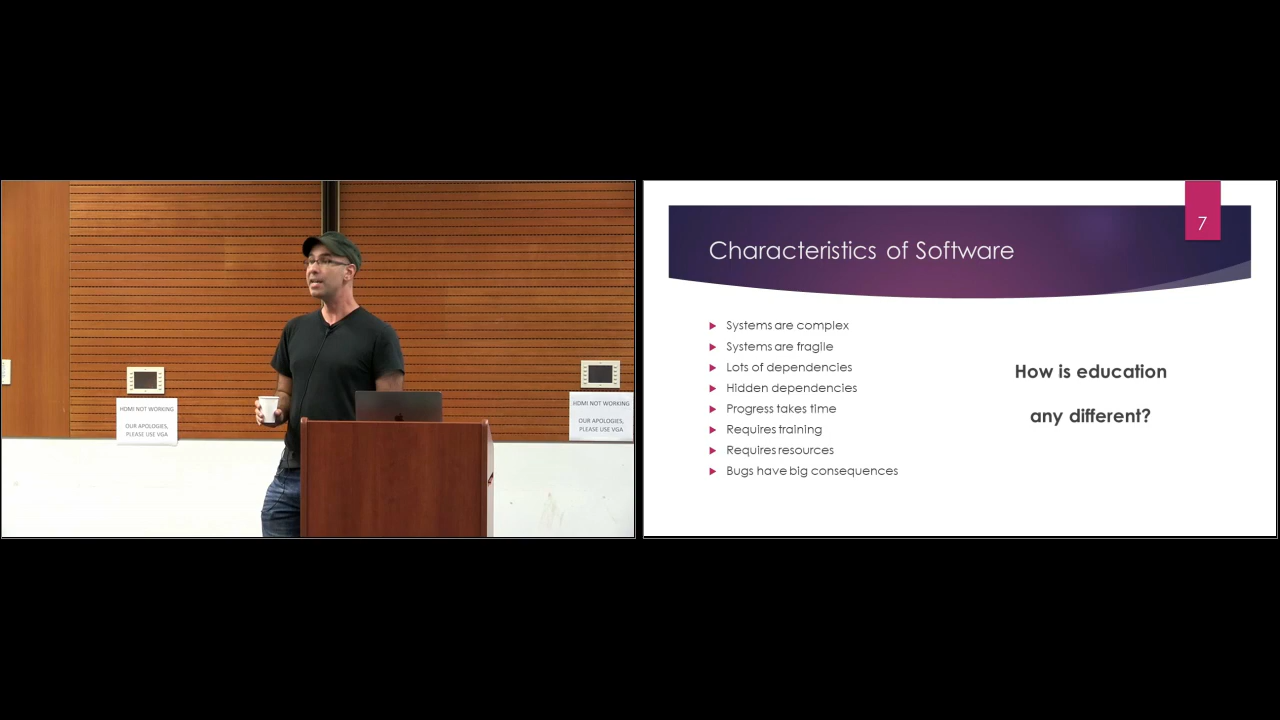 HDMI NOT WORKING
OUR APOLOGIES,
PLEASE USE VGA
HDMI NOT WORKING
OUR APOLOGIES,
PLEASE USE VGA
7
Characteristics of Software
Systems are complex
Systems are fragile
Lots of dependencies
Hidden dependencies
Progress takes time
Requires training
Requires resources
Bugs have big consequences
How is education
any different?